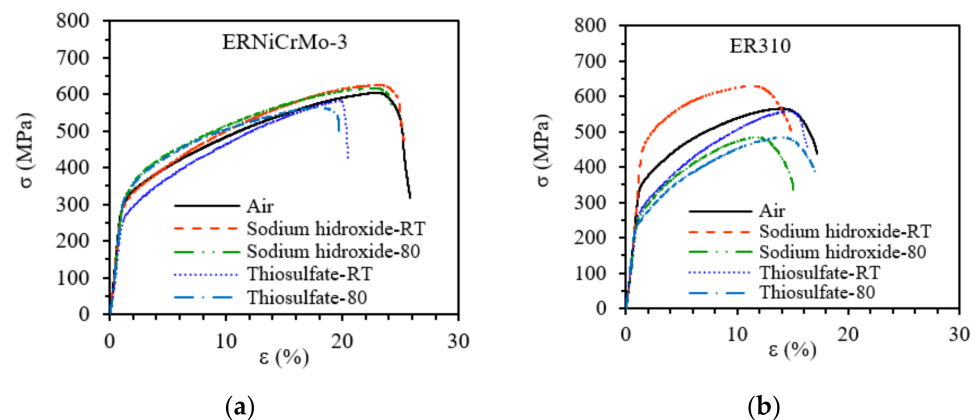 800
700
600
500
400
300
200
100
0
σ (MPa)
ERNiCrMo-3
Air
Sodium hidroxide-RT
Sodium hidroxide-80
Thiosulfate-RT
Thiosulfate-80
0 10 20 30
ε (%)
(a)
800
700
600
500
400
300
200
100
0
σ (MPa)
ER310
Air
Sodium hidroxide-RT
Sodium hidroxide-80
Thiosulfate-RT
Thiosulfate-80
0 10 20 30
ε (%)
(b)